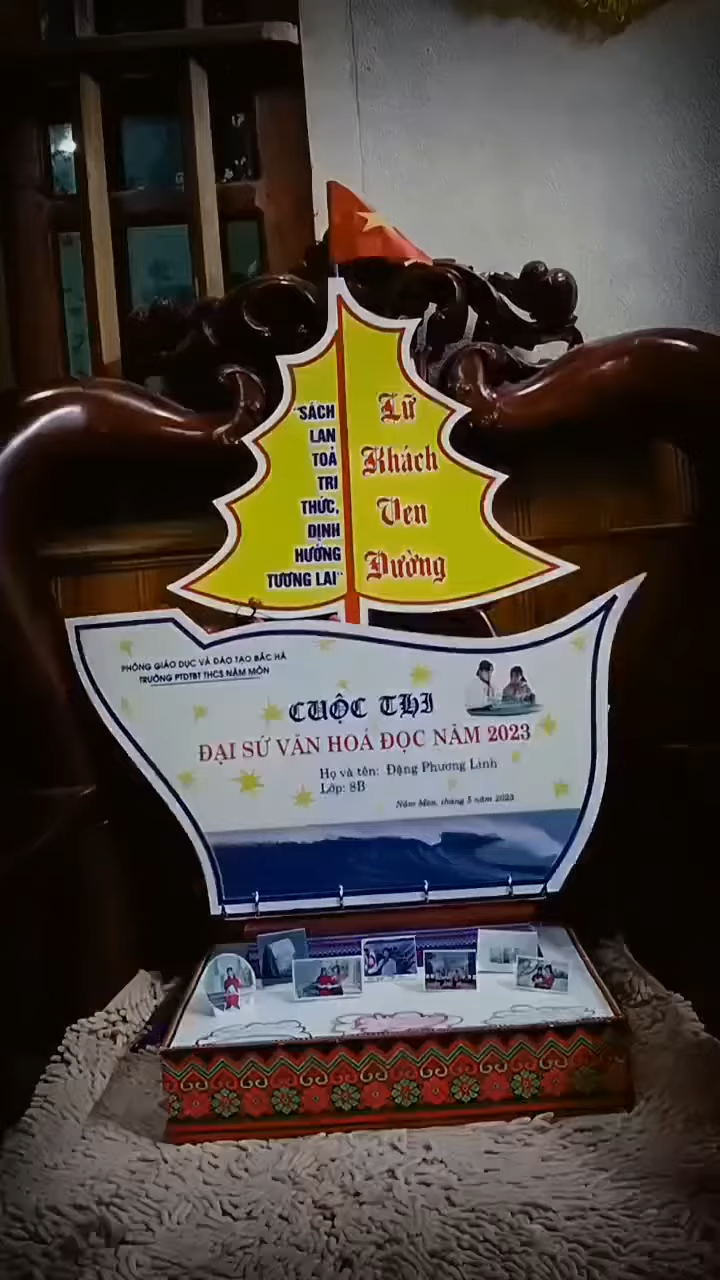 "SÁCH
LAN
TOẢ
TRI
THỨC,
ĐỊNH
HƯỚNG
TƯƠNG LAI"
Lữ
Khách
Ven
Đường
PHÒNG GIÁO DỤC VÀ ĐÀO TẠO BẮC HÀ
TRƯỜNG PTDTBT THCS NẬM MÒN
CUỘC THI
ĐẠI SỨ VĂN HOÁ ĐỌC NĂM 2023
Họ và tên: Đặng Phương Linh
Lớp: 8B
Nậm Mòn, tháng 5 năm 2023